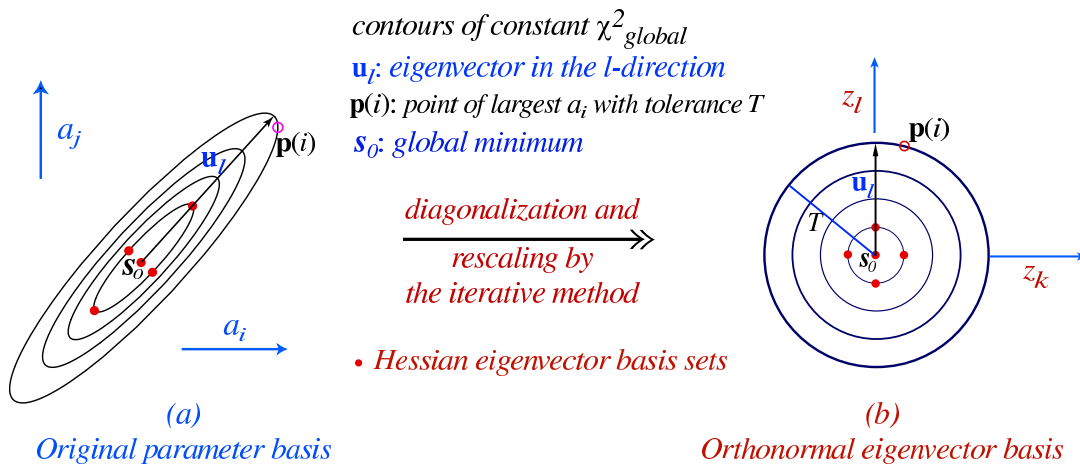 contours of constant χ²global
uₗ: eigenvector in the l-direction
p(i): point of largest aᵢ with tolerance T
s₀: global minimum
aⱼ
p(i)
uₗ
s₀
aᵢ
(a)
Original parameter basis
diagonalization and
rescaling by
the iterative method
• Hessian eigenvector basis sets
zₗ
p(i)
uₗ
T
s₀
zₖ
(b)
Orthonormal eigenvector basis